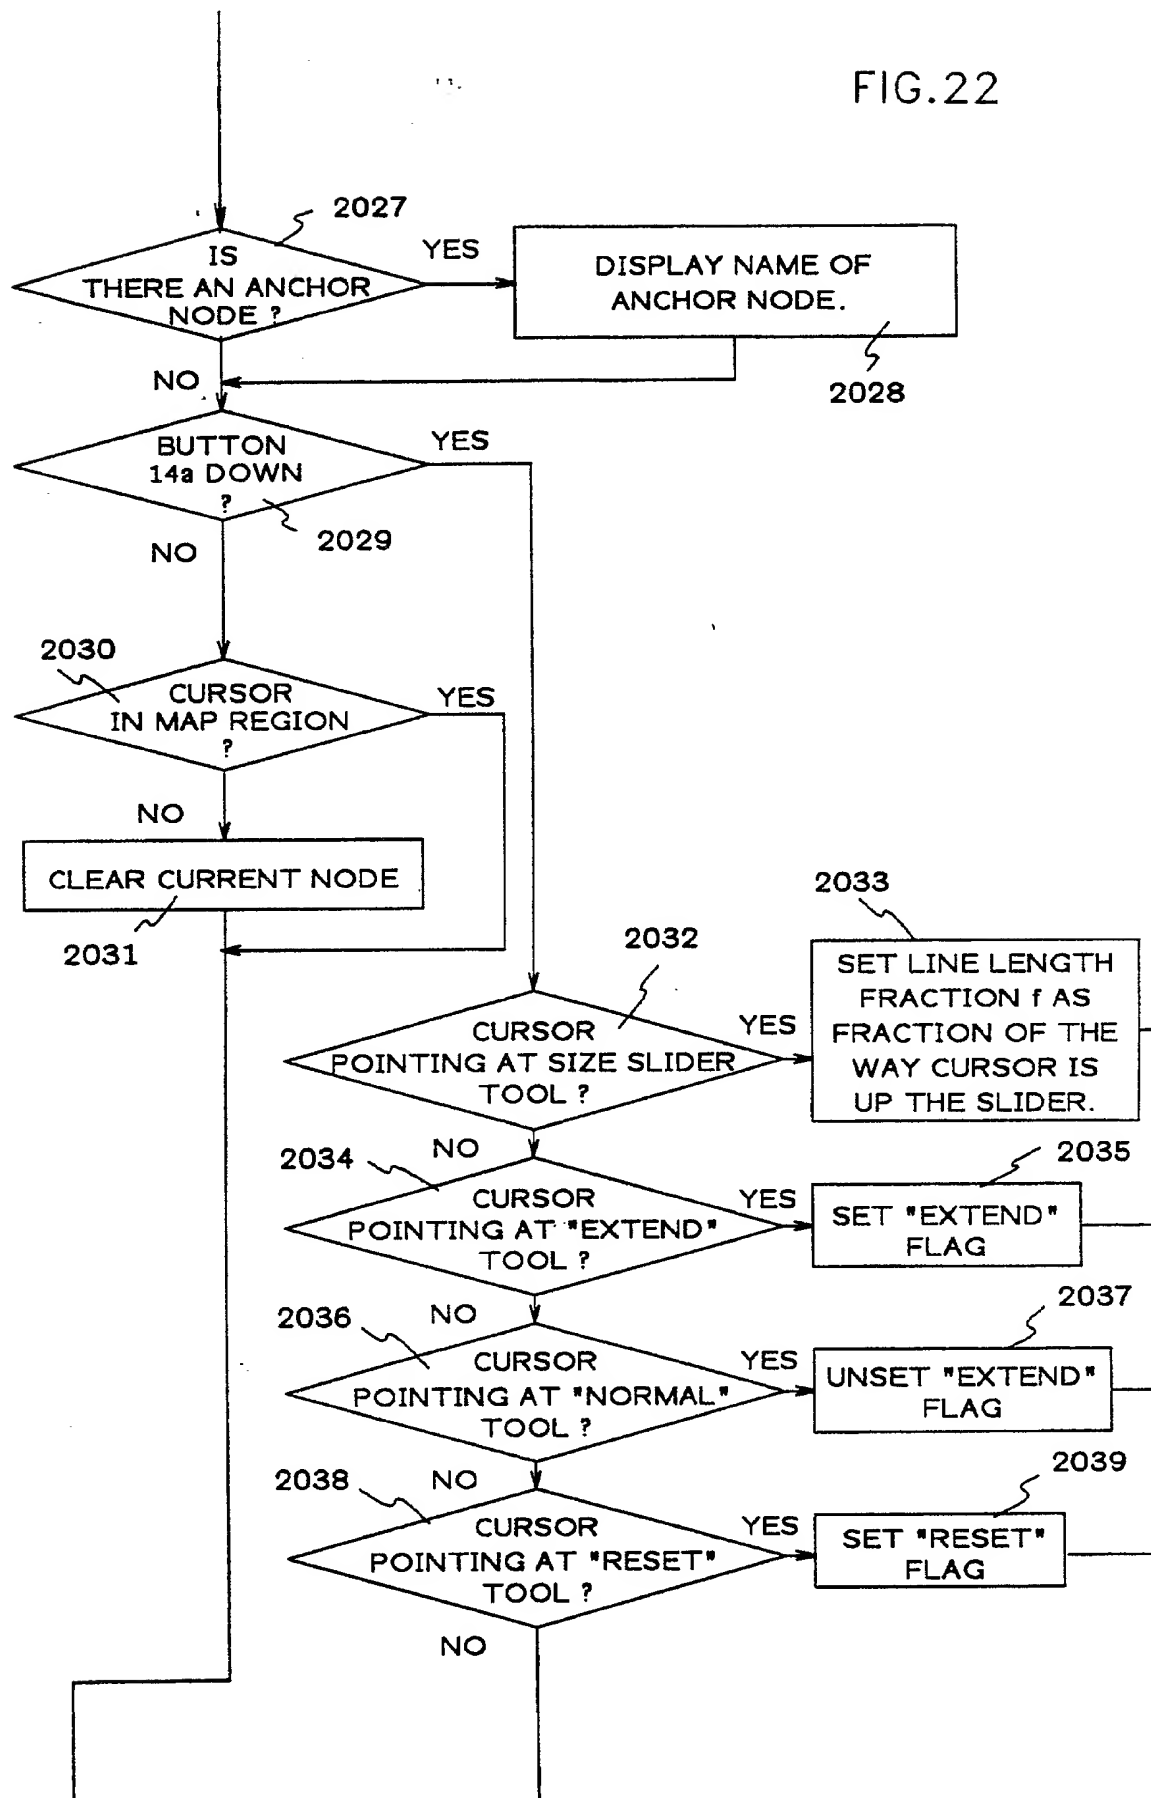 FIG.22
2027
IS
THERE AN ANCHOR
NODE ?
YES
DISPLAY NAME OF
ANCHOR NODE.
2028
NO
BUTTON
14a DOWN
?
YES
2029
NO
2030
CURSOR
IN MAP REGION
?
YES
NO
CLEAR CURRENT NODE
2031
2032
CURSOR
POINTING AT SIZE SLIDER
TOOL ?
YES
2033
SET LINE LENGTH
FRACTION f AS
FRACTION OF THE
WAY CURSOR IS
UP THE SLIDER.
NO
2034
CURSOR
POINTING AT "EXTEND"
TOOL ?
YES
2035
SET "EXTEND"
FLAG
NO
2036
CURSOR
POINTING AT "NORMAL"
TOOL ?
YES
2037
UNSET "EXTEND"
FLAG
NO
2038
CURSOR
POINTING AT "RESET"
TOOL ?
YES
2039
SET "RESET"
FLAG
NO